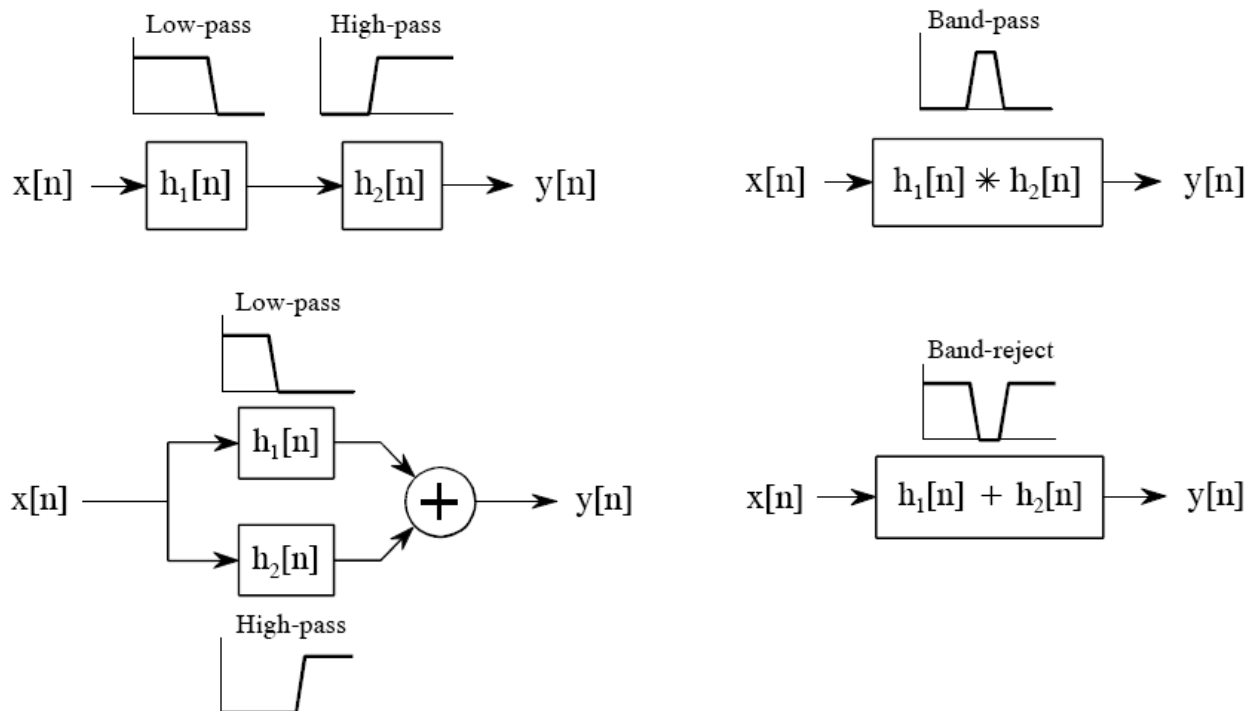 Low-pass
High-pass
x[n]
h₁[n]
h₂[n]
y[n]
Band-pass
x[n]
h₁[n] ✳ h₂[n]
y[n]
Low-pass
x[n]
h₁[n]
h₂[n]
+
y[n]
High-pass
Band-reject
x[n]
h₁[n] + h₂[n]
y[n]